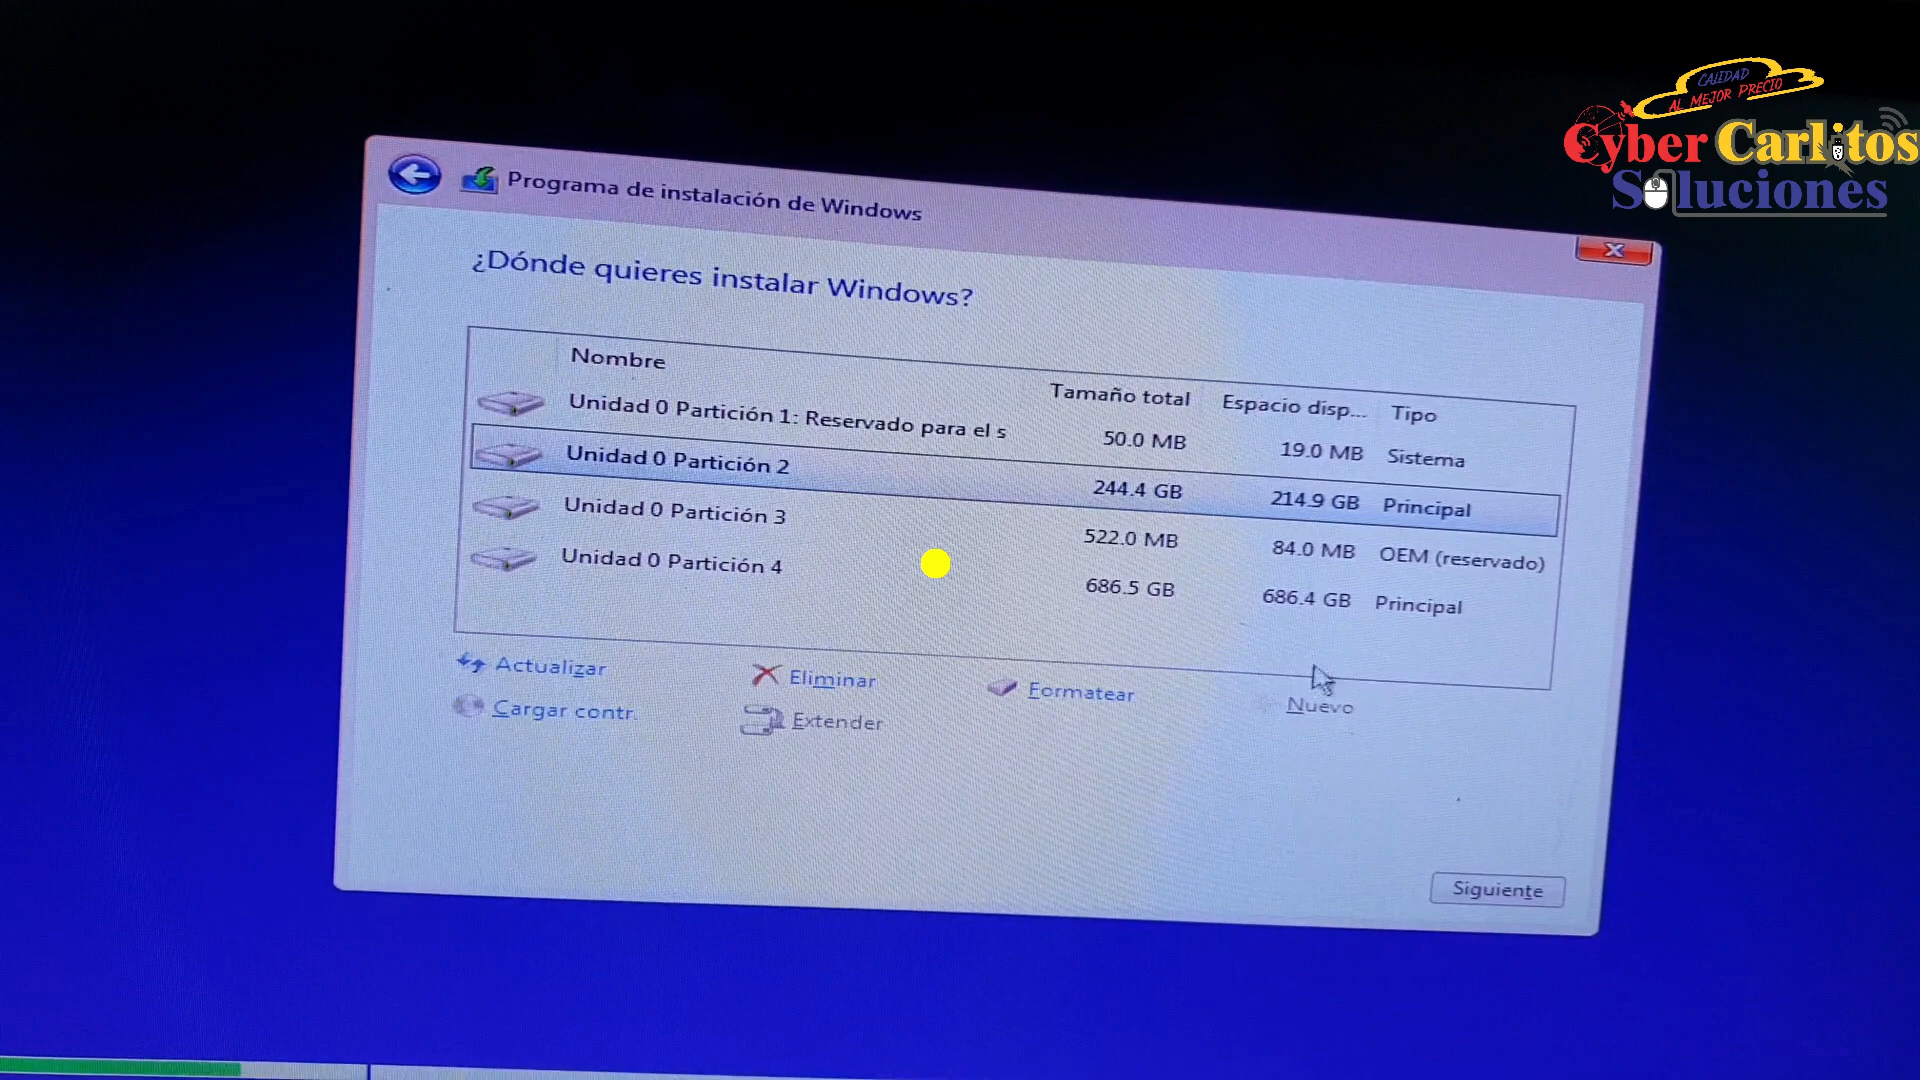 CALIDAD
AL MEJOR PRECIO
Cyber Carlitos
Soluciones
Programa de instalación de Windows
x
¿Dónde quieres instalar Windows?
Nombre Tamaño total Espacio disp... Tipo
Unidad 0 Partición 1: Reservado para el s 50.0 MB 19.0 MB Sistema
Unidad 0 Partición 2 244.4 GB 214.9 GB Principal
Unidad 0 Partición 3 522.0 MB 84.0 MB OEM (reservado)
Unidad 0 Partición 4 686.5 GB 686.4 GB Principal
Actualizar Eliminar Formatear Nuevo
Cargar contr. Extender
Siguiente